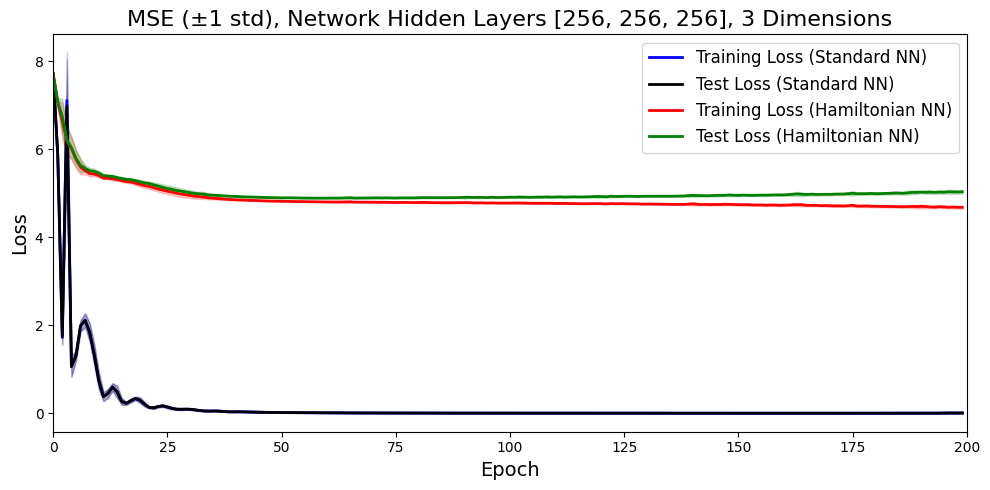 MSE (±1 std), Network Hidden Layers [256, 256, 256], 3 Dimensions
Training Loss (Standard NN)
Test Loss (Standard NN)
Training Loss (Hamiltonian NN)
Test Loss (Hamiltonian NN)
Loss
8
6
4
2
0
0 25 50 75 100 125 150 175 200
Epoch